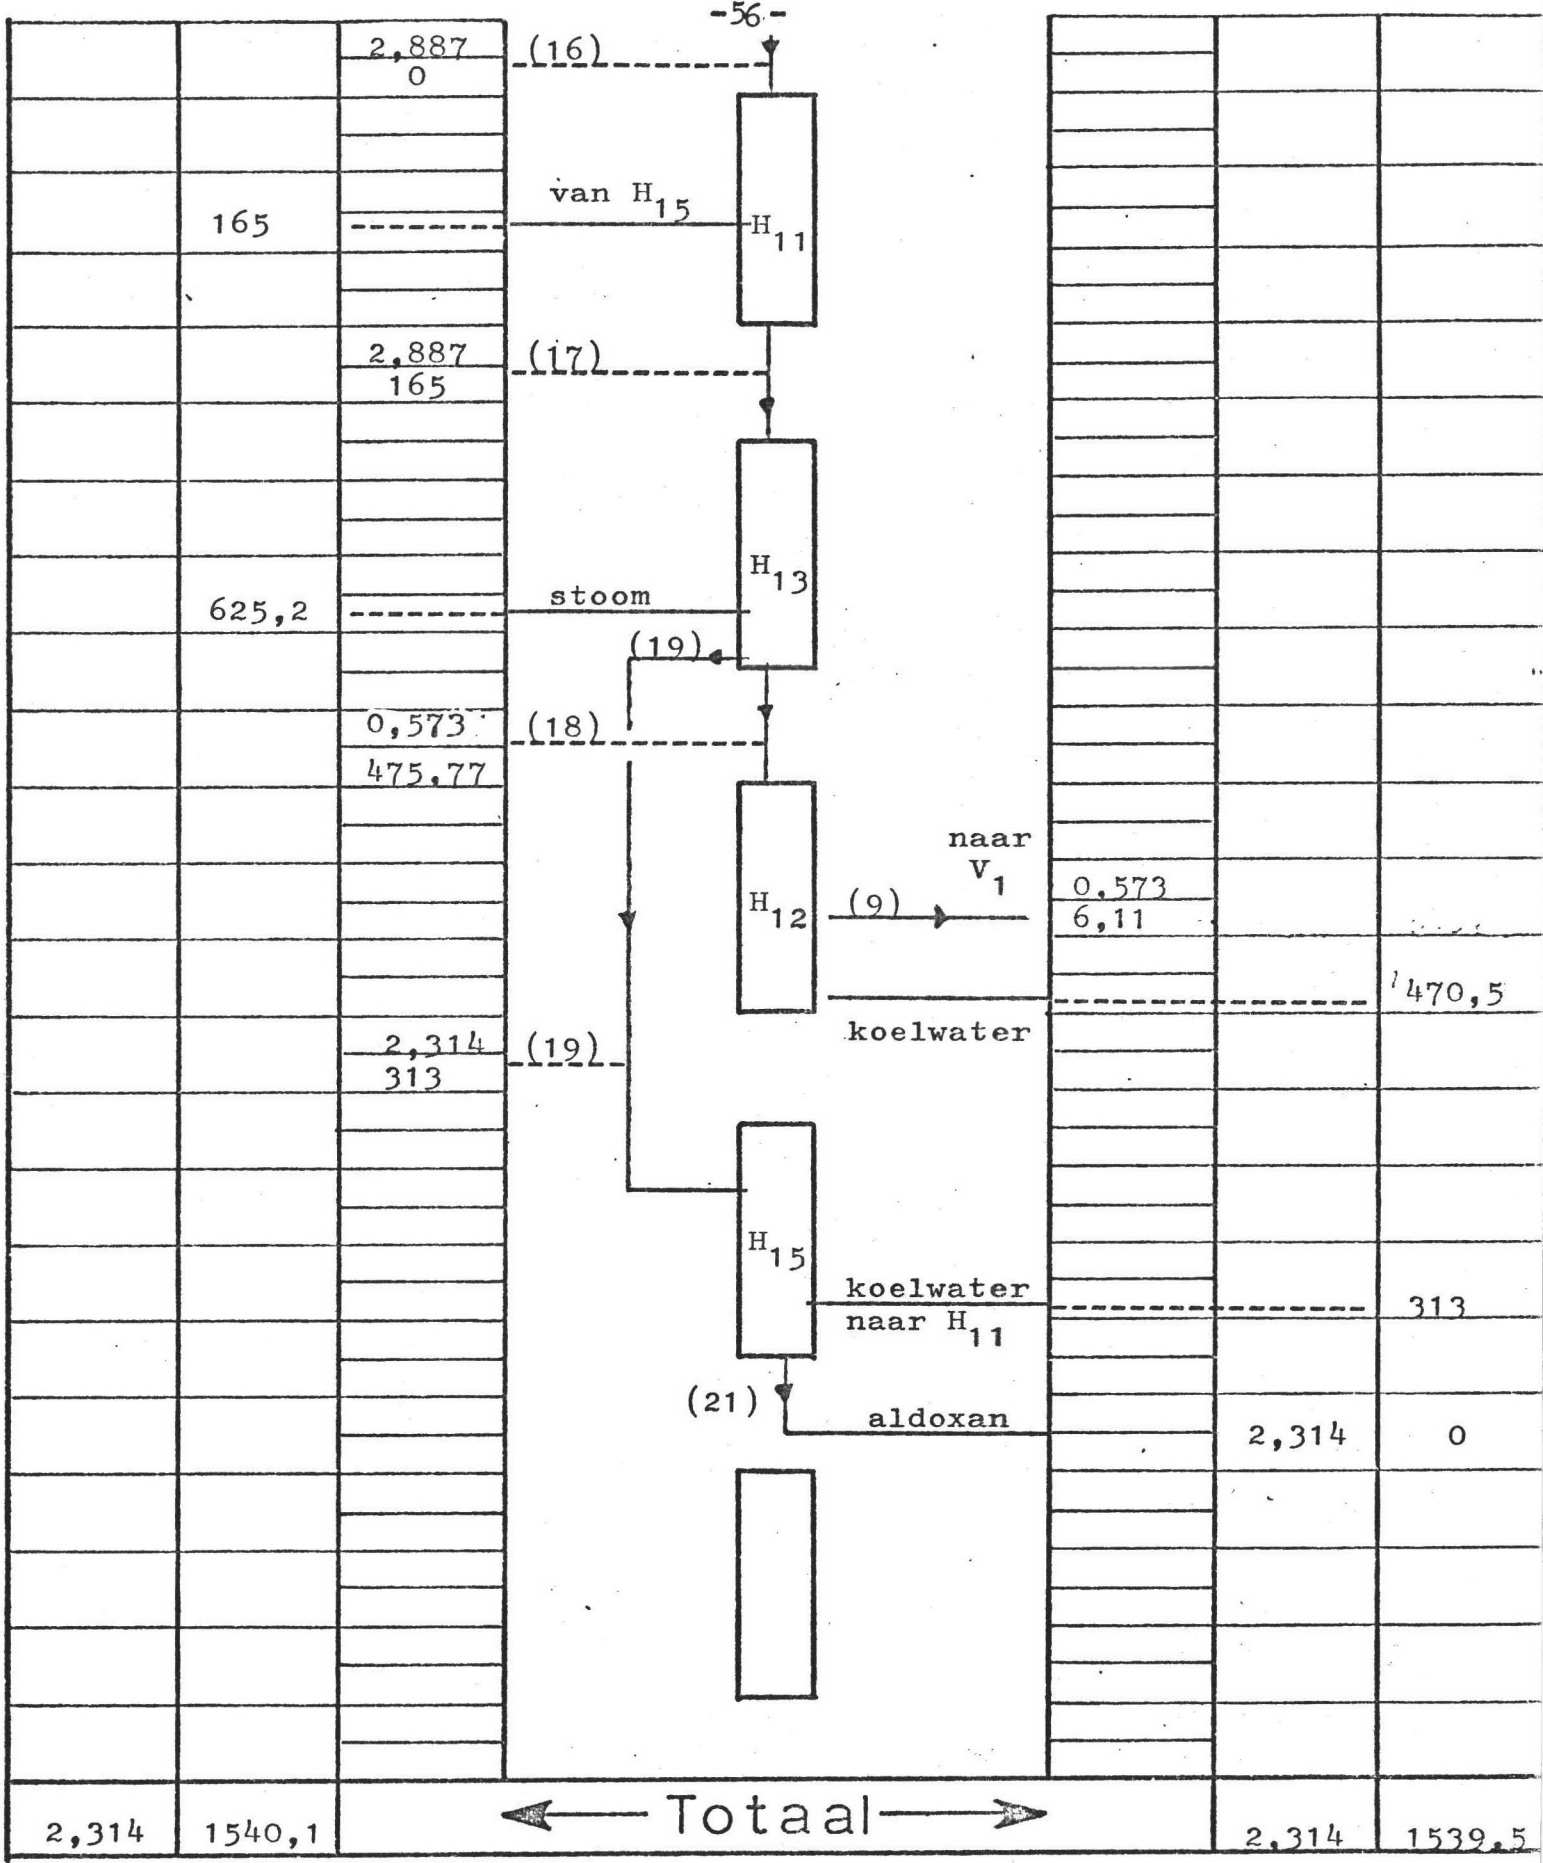 -56-
2,887 (16)
0
van H15
165 H11
2,887 (17)
165
H13
625,2 stoom
(19)
0,573 (18)
475.77
naar
V1
H12 (9) 0,573
6,11
470,5
koelwater
2,314 (19)
313
H15
koelwater 313
naar H11
(21)
aldoxan 2,314 0
Totaal
2,314 1540,1 2.314 1539.5